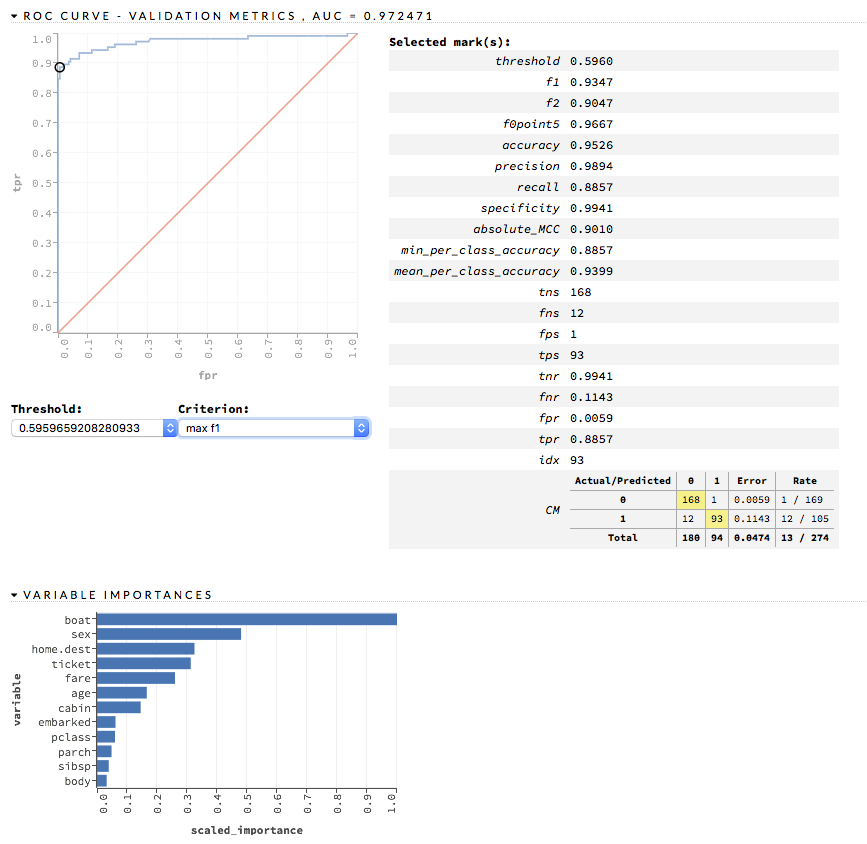 ▾ ROC CURVE - VALIDATION METRICS , AUC = 0.972471
1.0
0.9
0.8
0.7
0.6
0.5
0.4
0.3
0.2
0.1
0.0
tpr
0.0 0.1 0.2 0.3 0.4 0.5 0.6 0.7 0.8 0.9 1.0
fpr
Threshold: Criterion:
0.5959659208280933 max f1
Selected mark(s):
threshold 0.5960
f1 0.9347
f2 0.9047
f0point5 0.9667
accuracy 0.9526
precision 0.9894
recall 0.8857
specificity 0.9941
absolute_MCC 0.9010
min_per_class_accuracy 0.8857
mean_per_class_accuracy 0.9399
tns 168
fns 12
fps 1
tps 93
tnr 0.9941
fnr 0.1143
fpr 0.0059
tpr 0.8857
idx 93
CM
Actual/Predicted 0 1 Error Rate
0 168 1 0.0059 1 / 169
1 12 93 0.1143 12 / 105
Total 180 94 0.0474 13 / 274
▾ VARIABLE IMPORTANCES
variable
boat
sex
home.dest
ticket
fare
age
cabin
embarked
pclass
parch
sibsp
body
0.0 0.1 0.2 0.3 0.4 0.5 0.6 0.7 0.8 0.9 1.0
scaled_importance